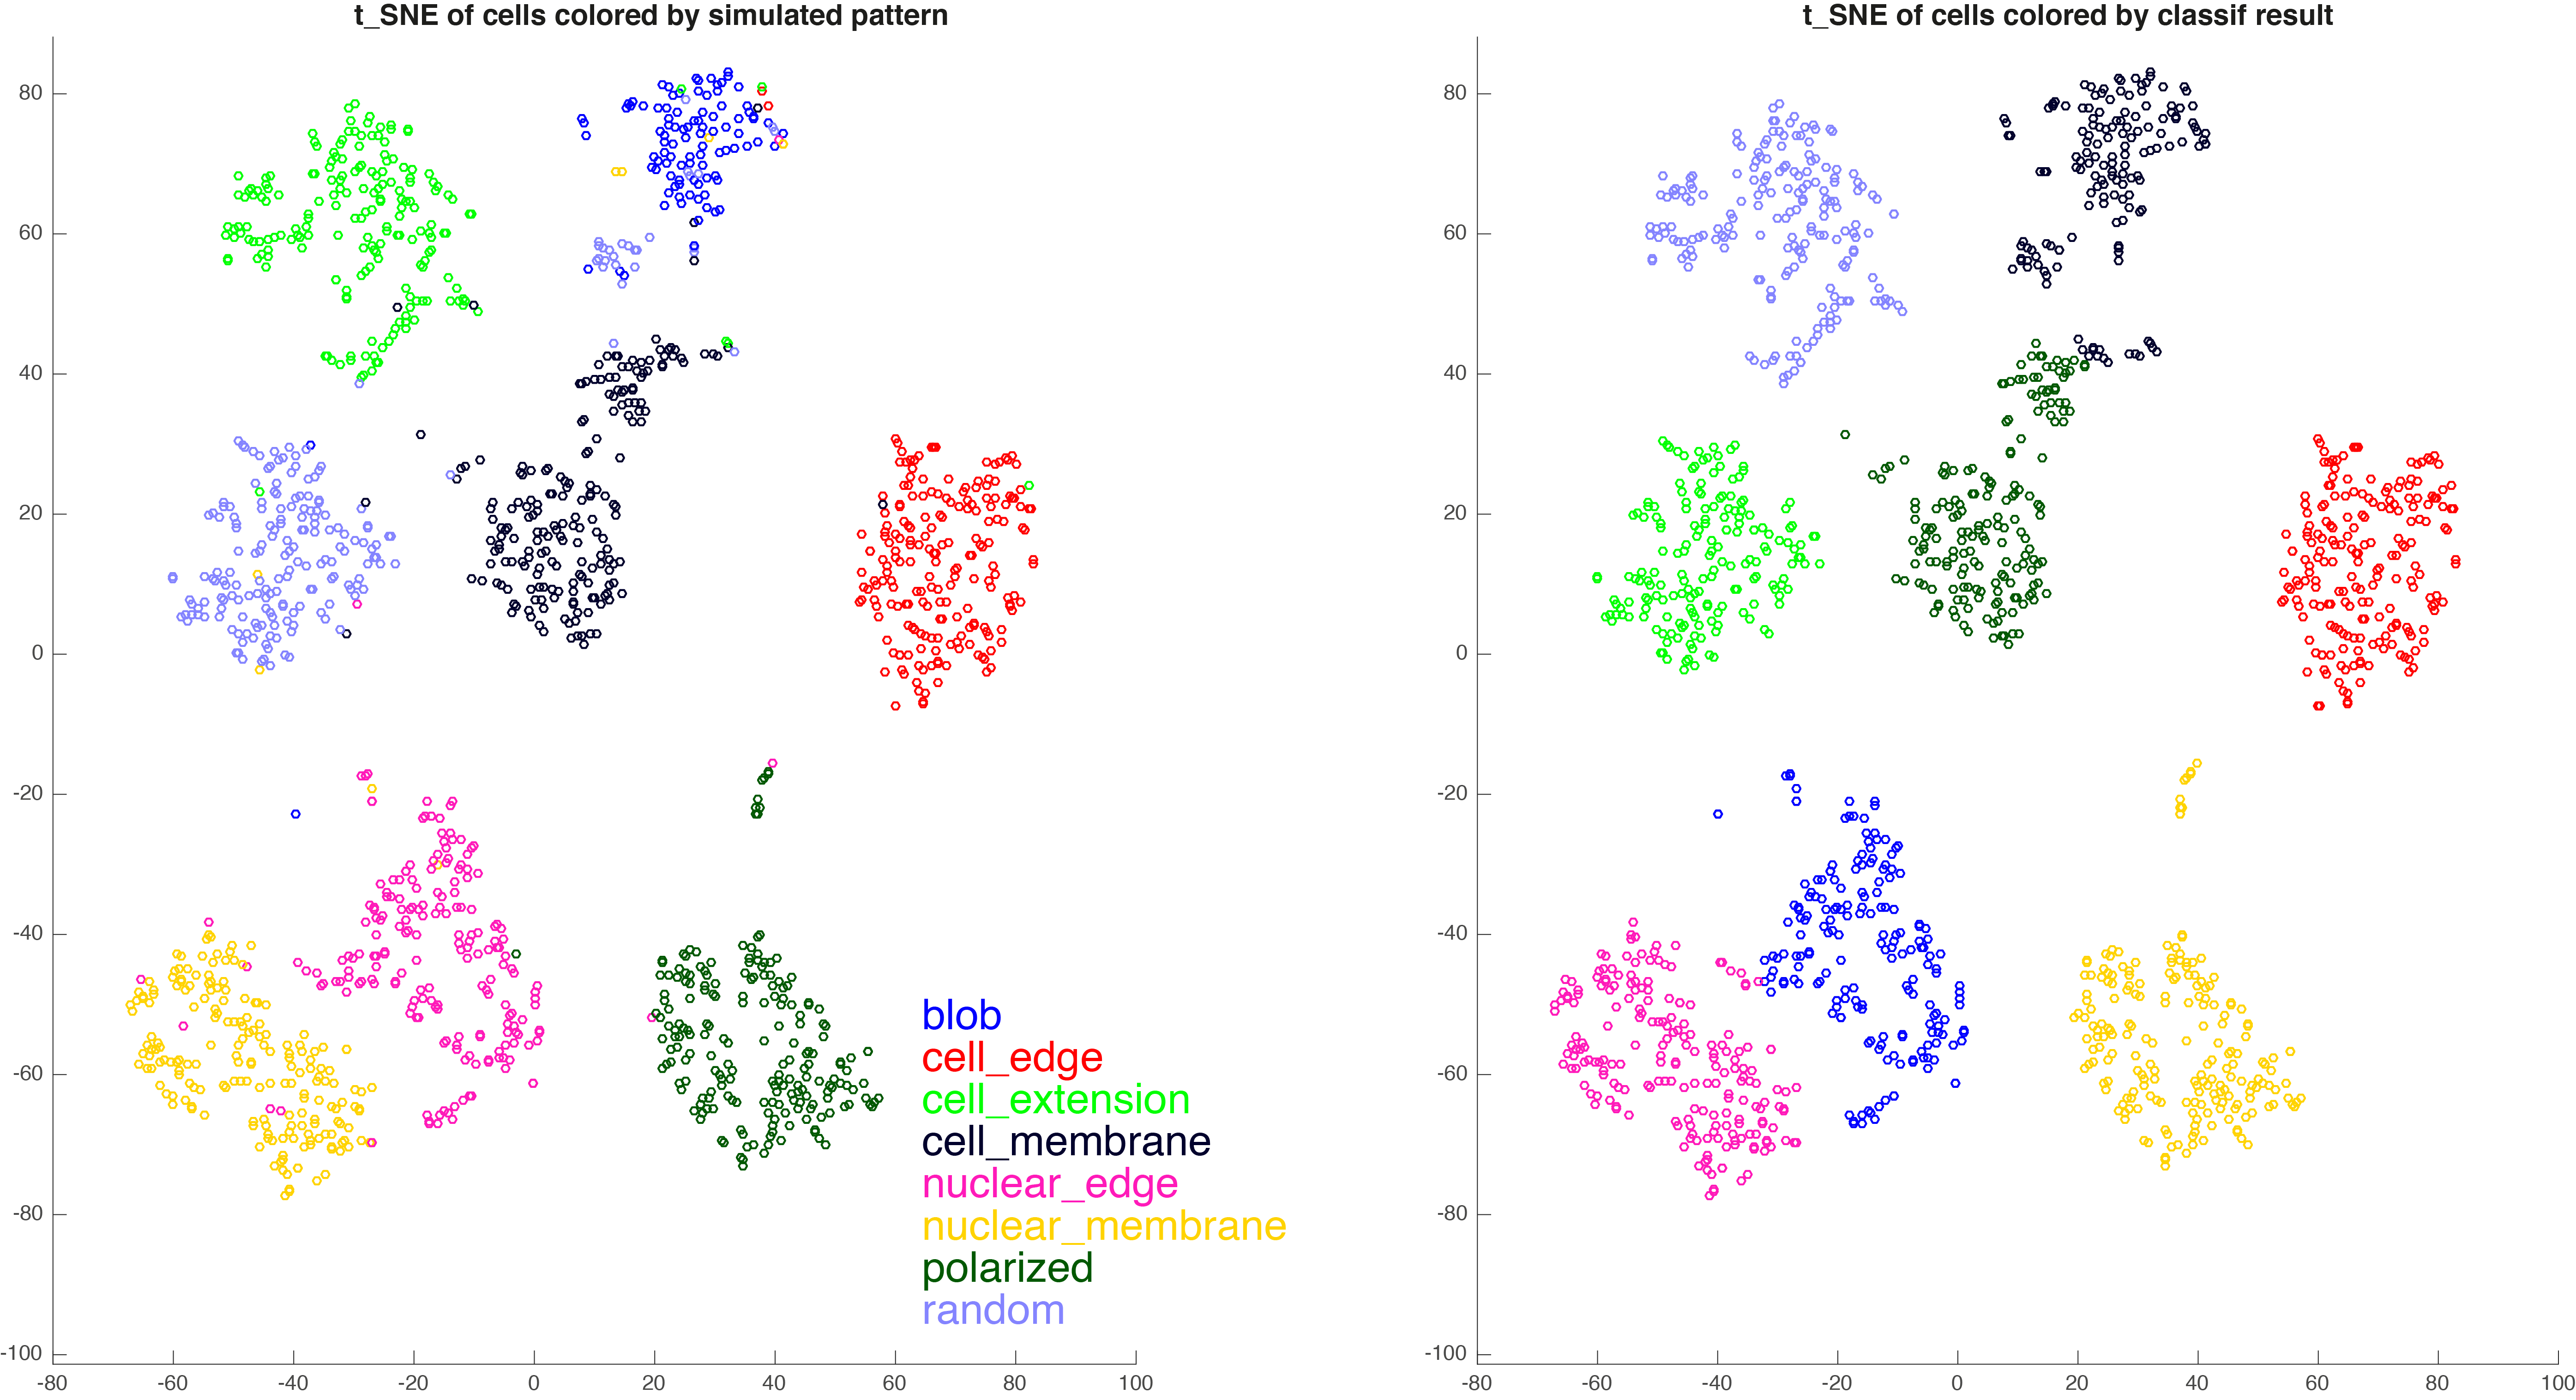 t_SNE of cells colored by simulated pattern
80
60
40
20
0
-20
-40
-60
-80
-100
-80 -60 -40 -20 0 20 40 60 80 100
blob
cell_edge
cell_extension
cell_membrane
nuclear_edge
nuclear_membrane
polarized
random
t_SNE of cells colored by classif result
80
60
40
20
0
-20
-40
-60
-80
-100
-80 -60 -40 -20 0 20 40 60 80 100